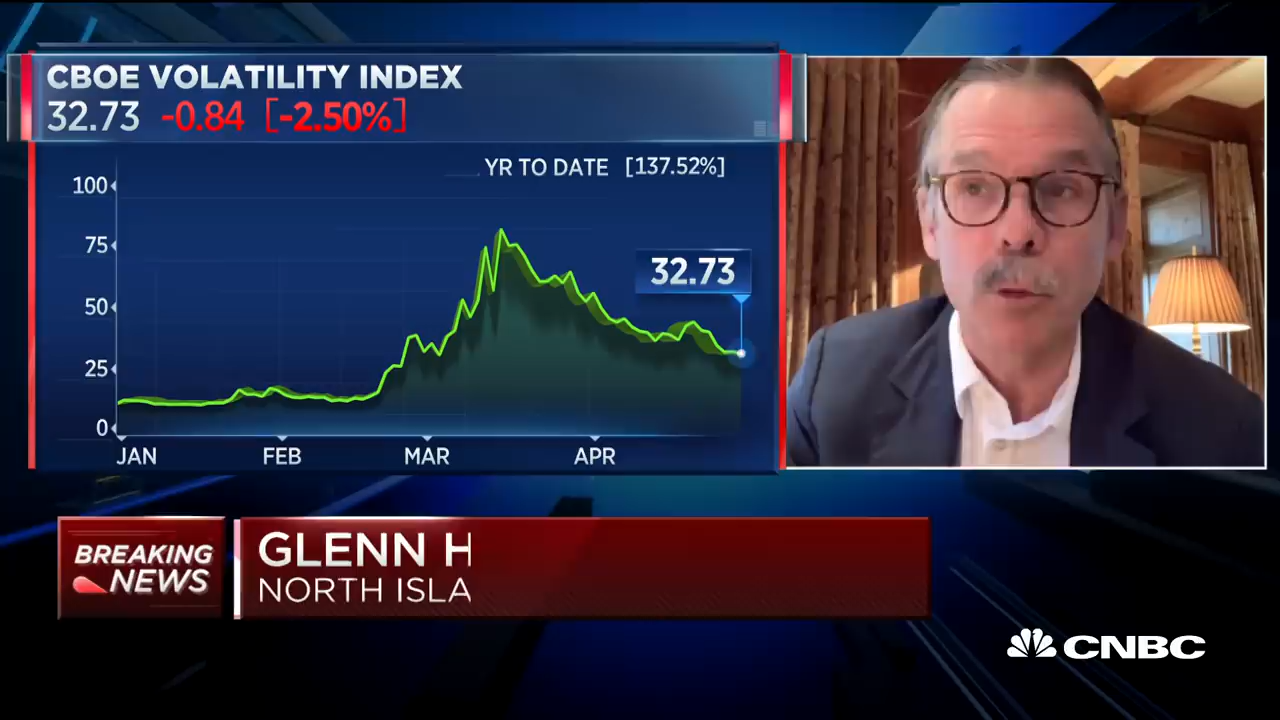 CBOE VOLATILITY INDEX
32.73 -0.84 [-2.50%]
YR TO DATE [137.52%]
100
75
50
25
0
32.73
JAN FEB MAR APR
BREAKING
NEWS
GLENN H
NORTH ISLA
CNBC